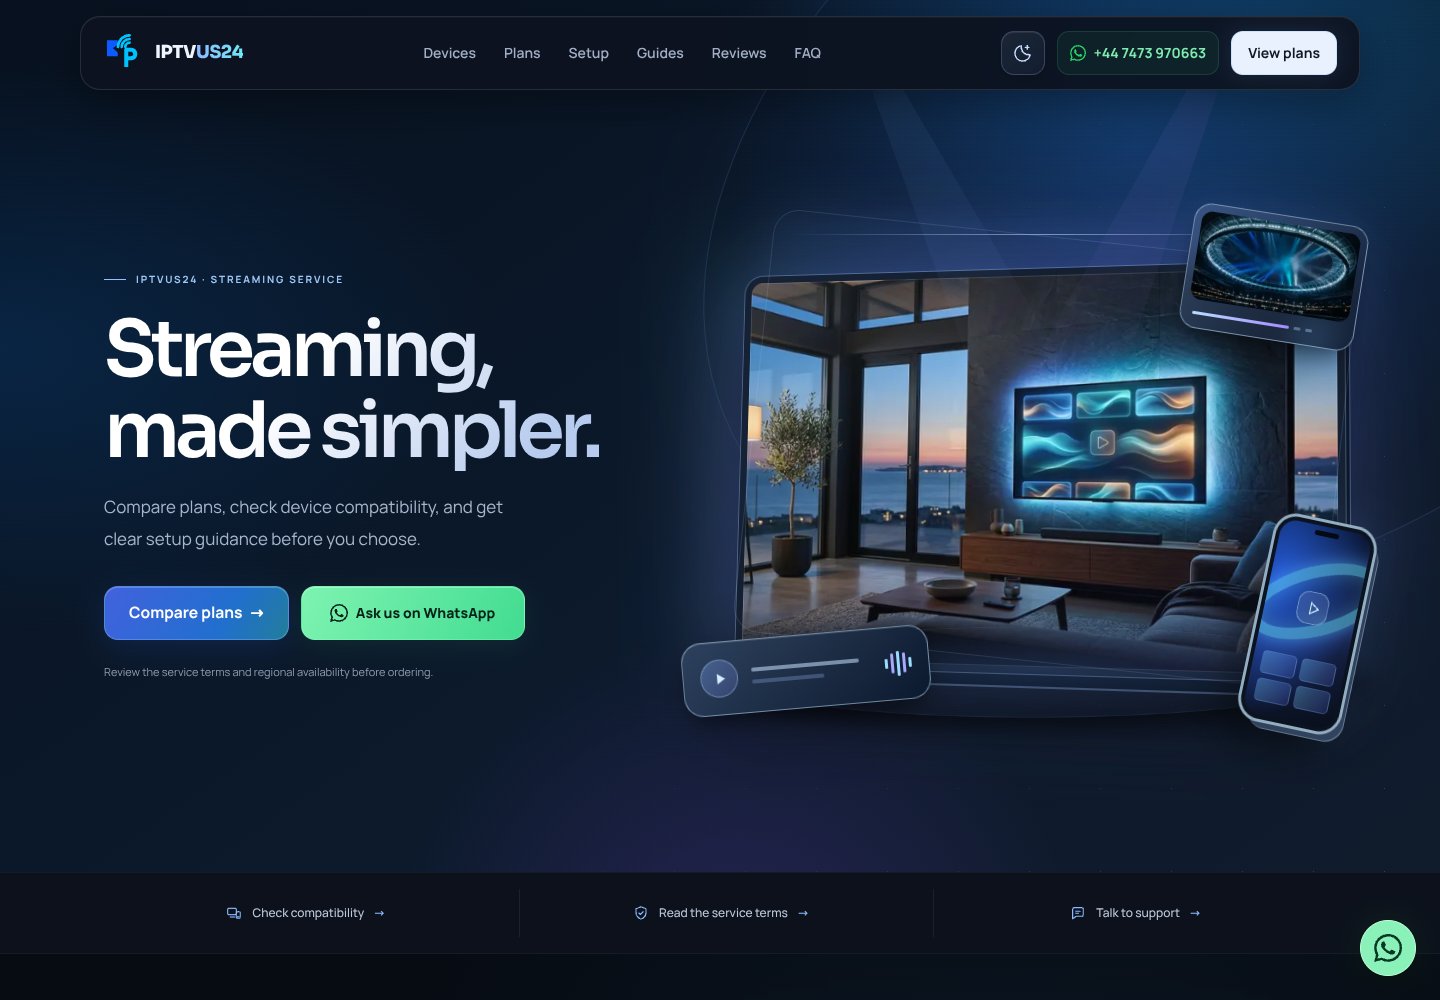 IPTVUS24
Devices
Plans
Setup
Guides
Reviews
FAQ
+44 7473 970663
View plans
IPTVUS24 · STREAMING SERVICE
Streaming,
made simpler.
Compare plans, check device compatibility, and get
clear setup guidance before you choose.
Compare plans →
Ask us on WhatsApp
Review the service terms and regional availability before ordering.
Check compatibility →
Read the service terms →
Talk to support →